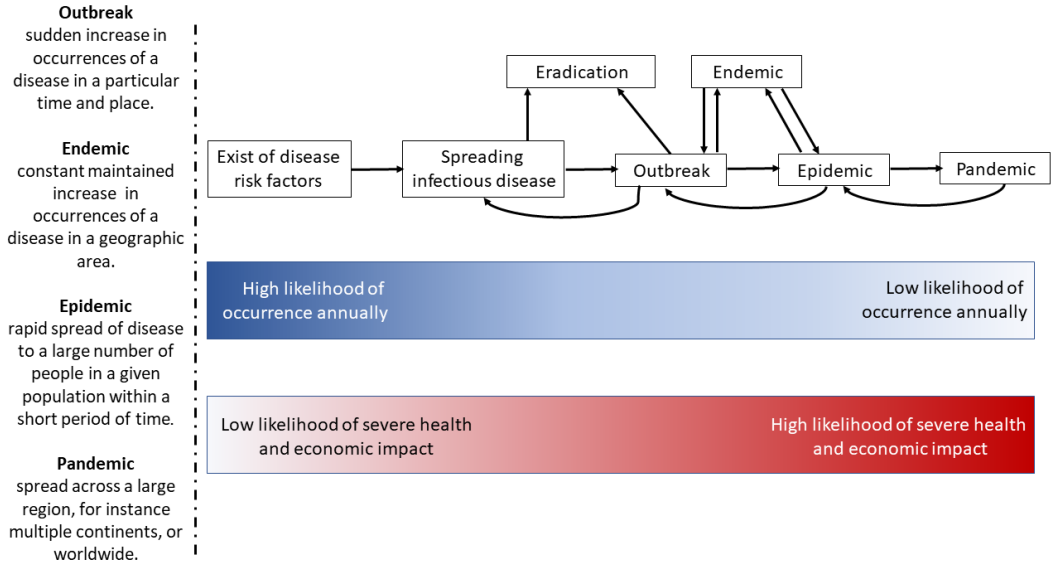 Outbreak
sudden increase in
occurrences of a
disease in a particular
time and place.
Endemic
constant maintained
increase in
occurrences of a
disease in a geographic
area.
Epidemic
rapid spread of disease
to a large number of
people in a given
population within a
short period of time.
Pandemic
spread across a large
region, for instance
multiple continents, or
worldwide.
Eradication
Endemic
Exist of disease
risk factors
Spreading
infectious disease
Outbreak
Epidemic
Pandemic
High likelihood of
occurrence annually
Low likelihood of
occurrence annually
Low likelihood of severe health
and economic impact
High likelihood of severe health
and economic impact